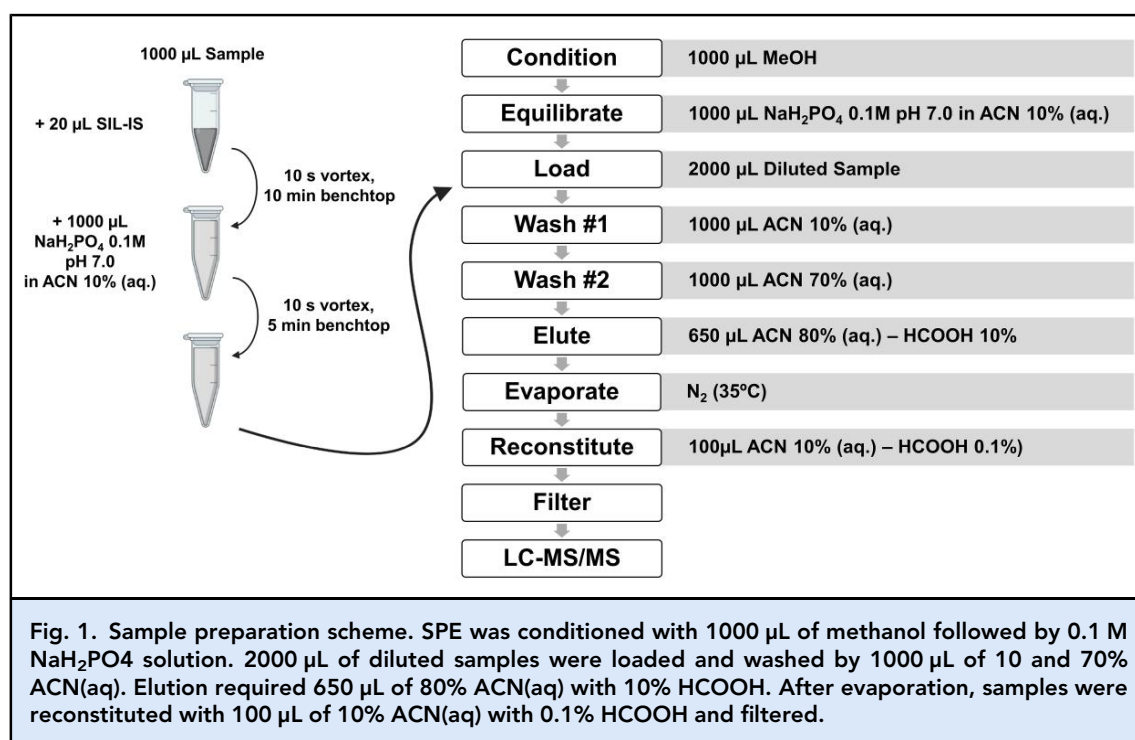 1000 µL Sample
+ 20 µL SIL-IS
10 s vortex,
10 min benchtop
+ 1000 µL
NaH₂PO₄ 0.1M
pH 7.0
in ACN 10% (aq.)
10 s vortex,
5 min benchtop
Condition 1000 µL MeOH
Equilibrate 1000 µL NaH₂PO₄ 0.1M pH 7.0 in ACN 10% (aq.)
Load 2000 µL Diluted Sample
Wash #1 1000 µL ACN 10% (aq.)
Wash #2 1000 µL ACN 70% (aq.)
Elute 650 µL ACN 80% (aq.) – HCOOH 10%
Evaporate N₂ (35ºC)
Reconstitute 100µL ACN 10% (aq.) – HCOOH 0.1%)
Filter
LC-MS/MS
Fig. 1. Sample preparation scheme. SPE was conditioned with 1000 µL of methanol followed by 0.1 M
NaH₂PO4 solution. 2000 µL of diluted samples were loaded and washed by 1000 µL of 10 and 70%
ACN(aq). Elution required 650 µL of 80% ACN(aq) with 10% HCOOH. After evaporation, samples were
reconstituted with 100 µL of 10% ACN(aq) with 0.1% HCOOH and filtered.